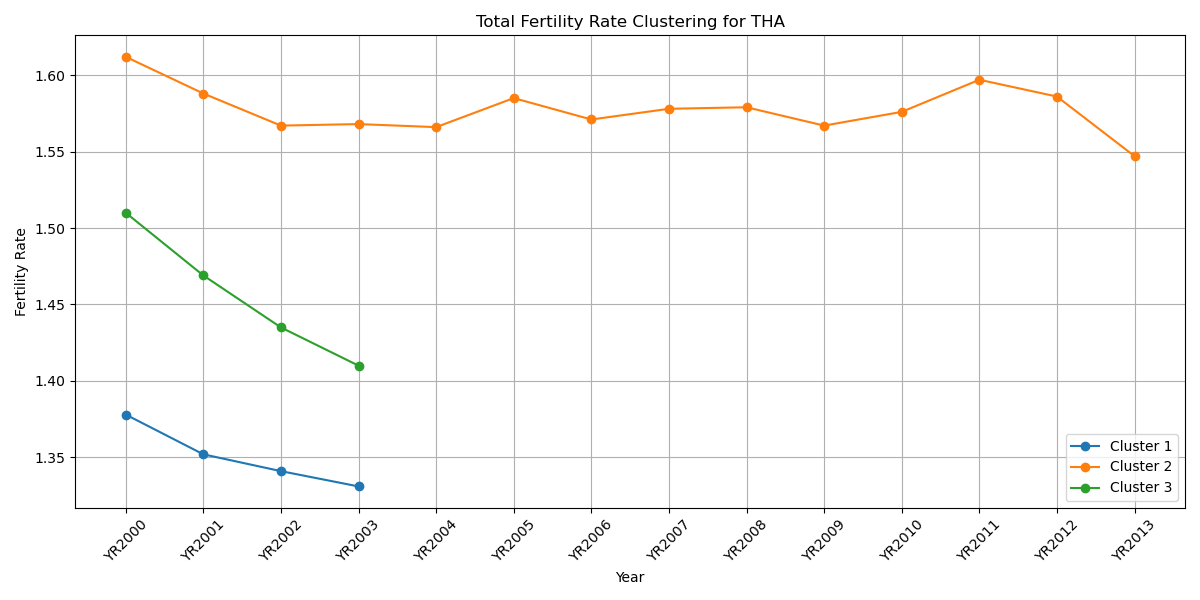 Total Fertility Rate Clustering for THA
Fertility Rate
1.60
1.55
1.50
1.45
1.40
1.35
Cluster 1
Cluster 2
Cluster 3
YR2000
YR2001
YR2002
YR2003
YR2004
YR2005
YR2006
YR2007
YR2008
YR2009
YR2010
YR2011
YR2012
YR2013
Year